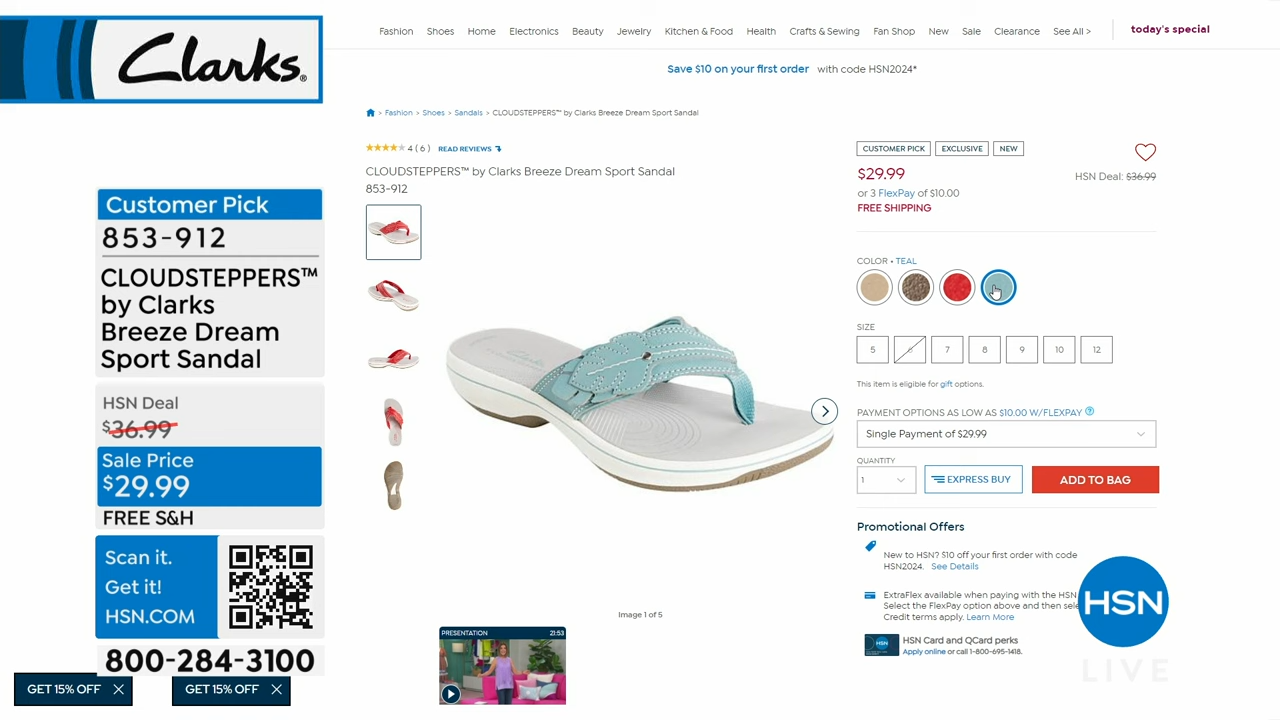 Clarks®
Customer Pick
853-912
CLOUDSTEPPERS™
by Clarks
Breeze Dream
Sport Sandal
HSN Deal
$36.99
Sale Price
$29.99
FREE S&H
Scan it.
Get it!
HSN.COM
800-284-3100
GET 15% OFF
GET 15% OFF
Fashion Shoes Home Electronics Beauty Jewelry Kitchen & Food Health Crafts & Sewing Fan Shop New Sale Clearance See All > today's special
Save $10 on your first order with code HSN2024*
> Fashion > Shoes > Sandals > CLOUDSTEPPERS™ by Clarks Breeze Dream Sport Sandal
4 ( 6 ) READ REVIEWS
CLOUDSTEPPERS™ by Clarks Breeze Dream Sport Sandal
853-912
Clarks
Image 1 of 5
PRESENTATION 21:53
CUSTOMER PICK EXCLUSIVE NEW
$29.99 HSN Deal: $36.99
or 3 FlexPay of $10.00
FREE SHIPPING
COLOR • TEAL
SIZE
5 6 7 8 9 10 12
This item is eligible for gift options.
PAYMENT OPTIONS AS LOW AS $10.00 W/FLEXPAY
Single Payment of $29.99
QUANTITY
1 EXPRESS BUY ADD TO BAG
Promotional Offers
New to HSN? $10 off your first order with code
HSN2024. See Details
ExtraFlex available when paying with the HSN
Select the FlexPay option above and then sele
Credit terms apply. Learn More
HSN Card and QCard perks
Apply online or call 1-800-695-1418.
HSN
LIVE